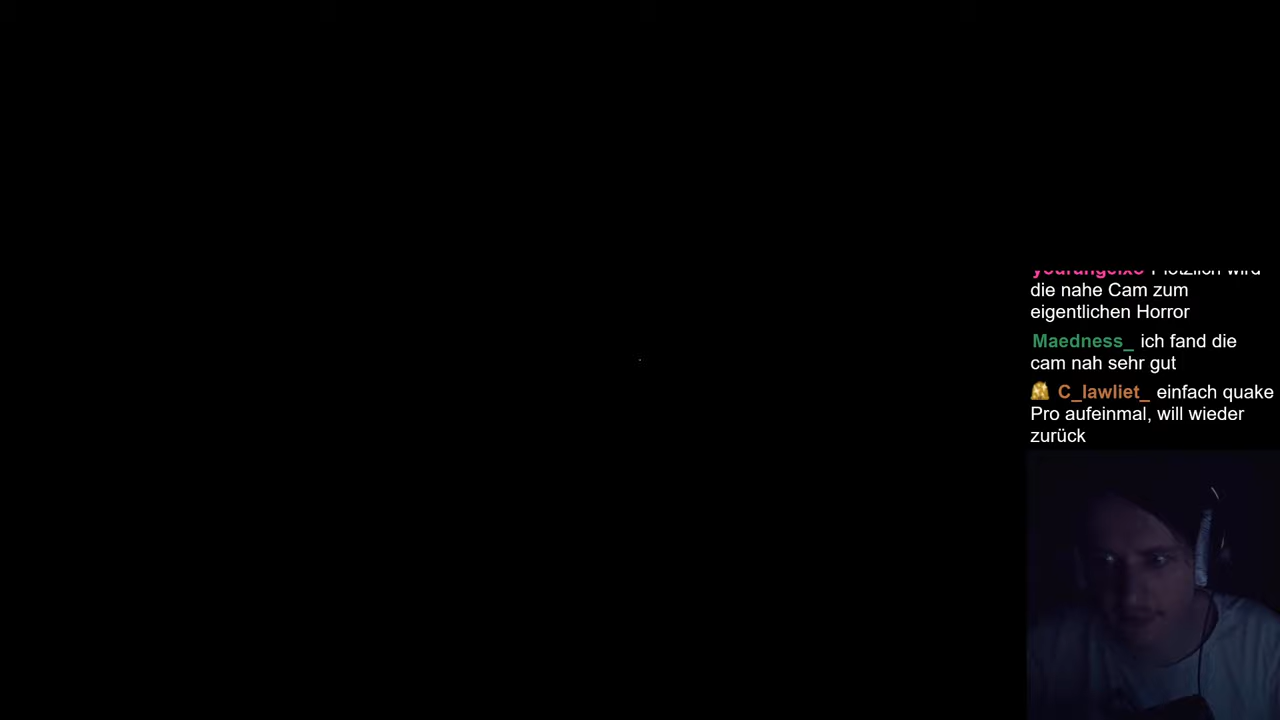 wird
die nahe Cam zum
eigentlichen Horror
Maedness_ ich fand die
cam nah sehr gut
C_lawliet_ einfach quake
Pro aufeinmal, will wieder
zurück